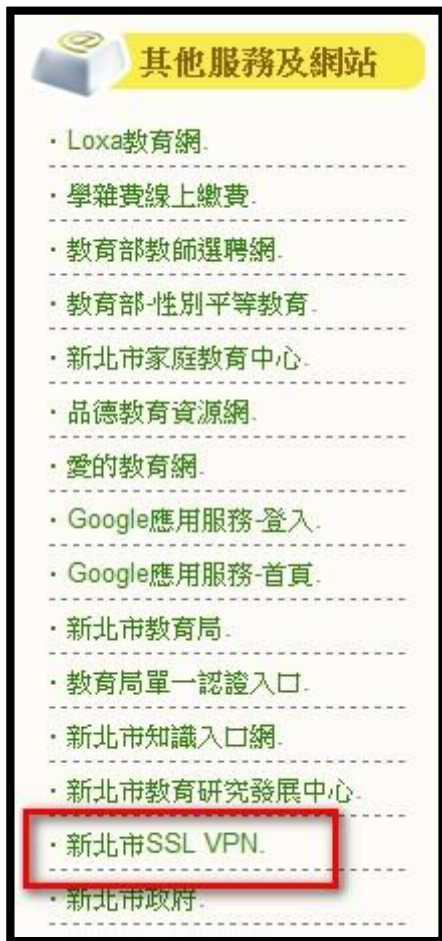 @
其他服務及網站
· Loxa教育網.
· 學雜費線上繳費.
· 教育部教師選聘網.
· 教育部-性別平等教育.
· 新北市家庭教育中心.
· 品德教育資源網.
· 愛的教育網.
· Google應用服務-登入.
· Google應用服務-首頁.
· 新北市教育局.
· 教育局單一認證入口.
· 新北市知識入口網.
· 新北市教育研究發展中心.
· 新北市SSL VPN.
· 新北市政府.